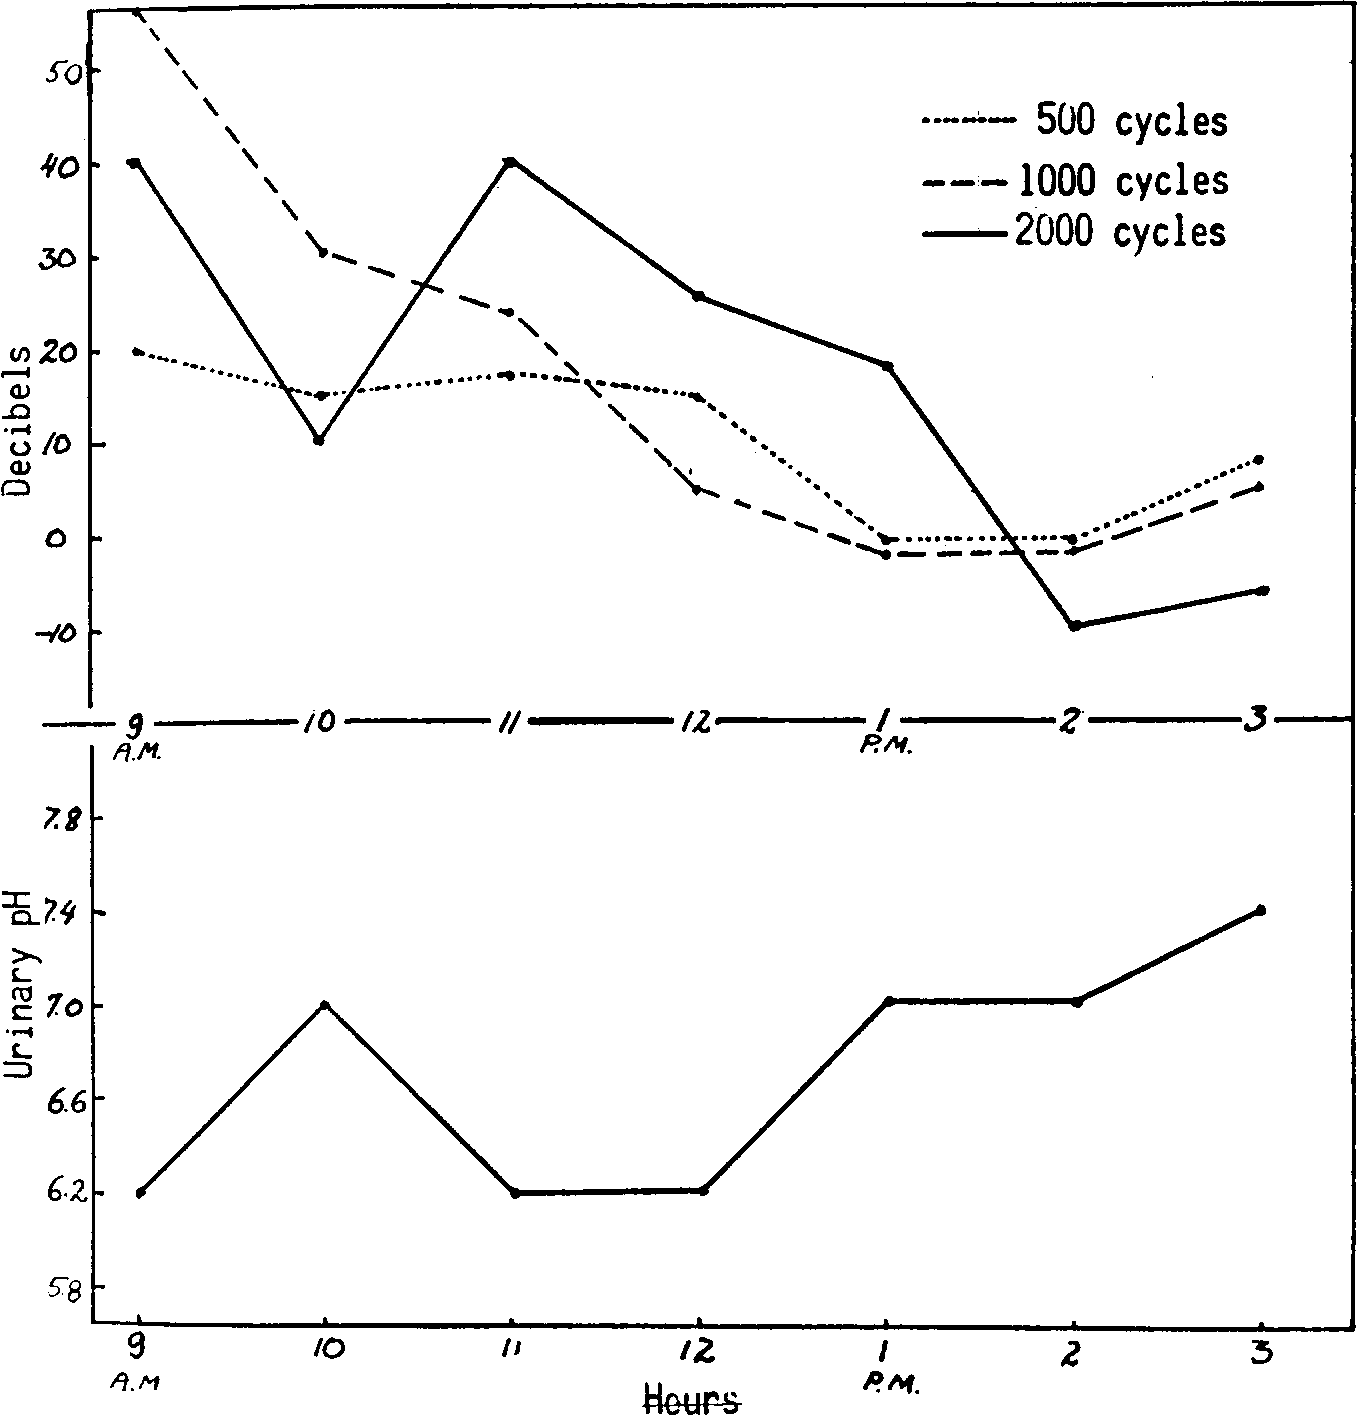 50
40
30
20
10
0
-10
Decibels
500 cycles
1000 cycles
2000 cycles
9 10 11 12 1 2 3
A.M. P.M.
7.8
7.4
7.0
6.6
6.2
5.8
Urinary pH
9 10 11 12 1 2 3
A.M P.M.
Hours